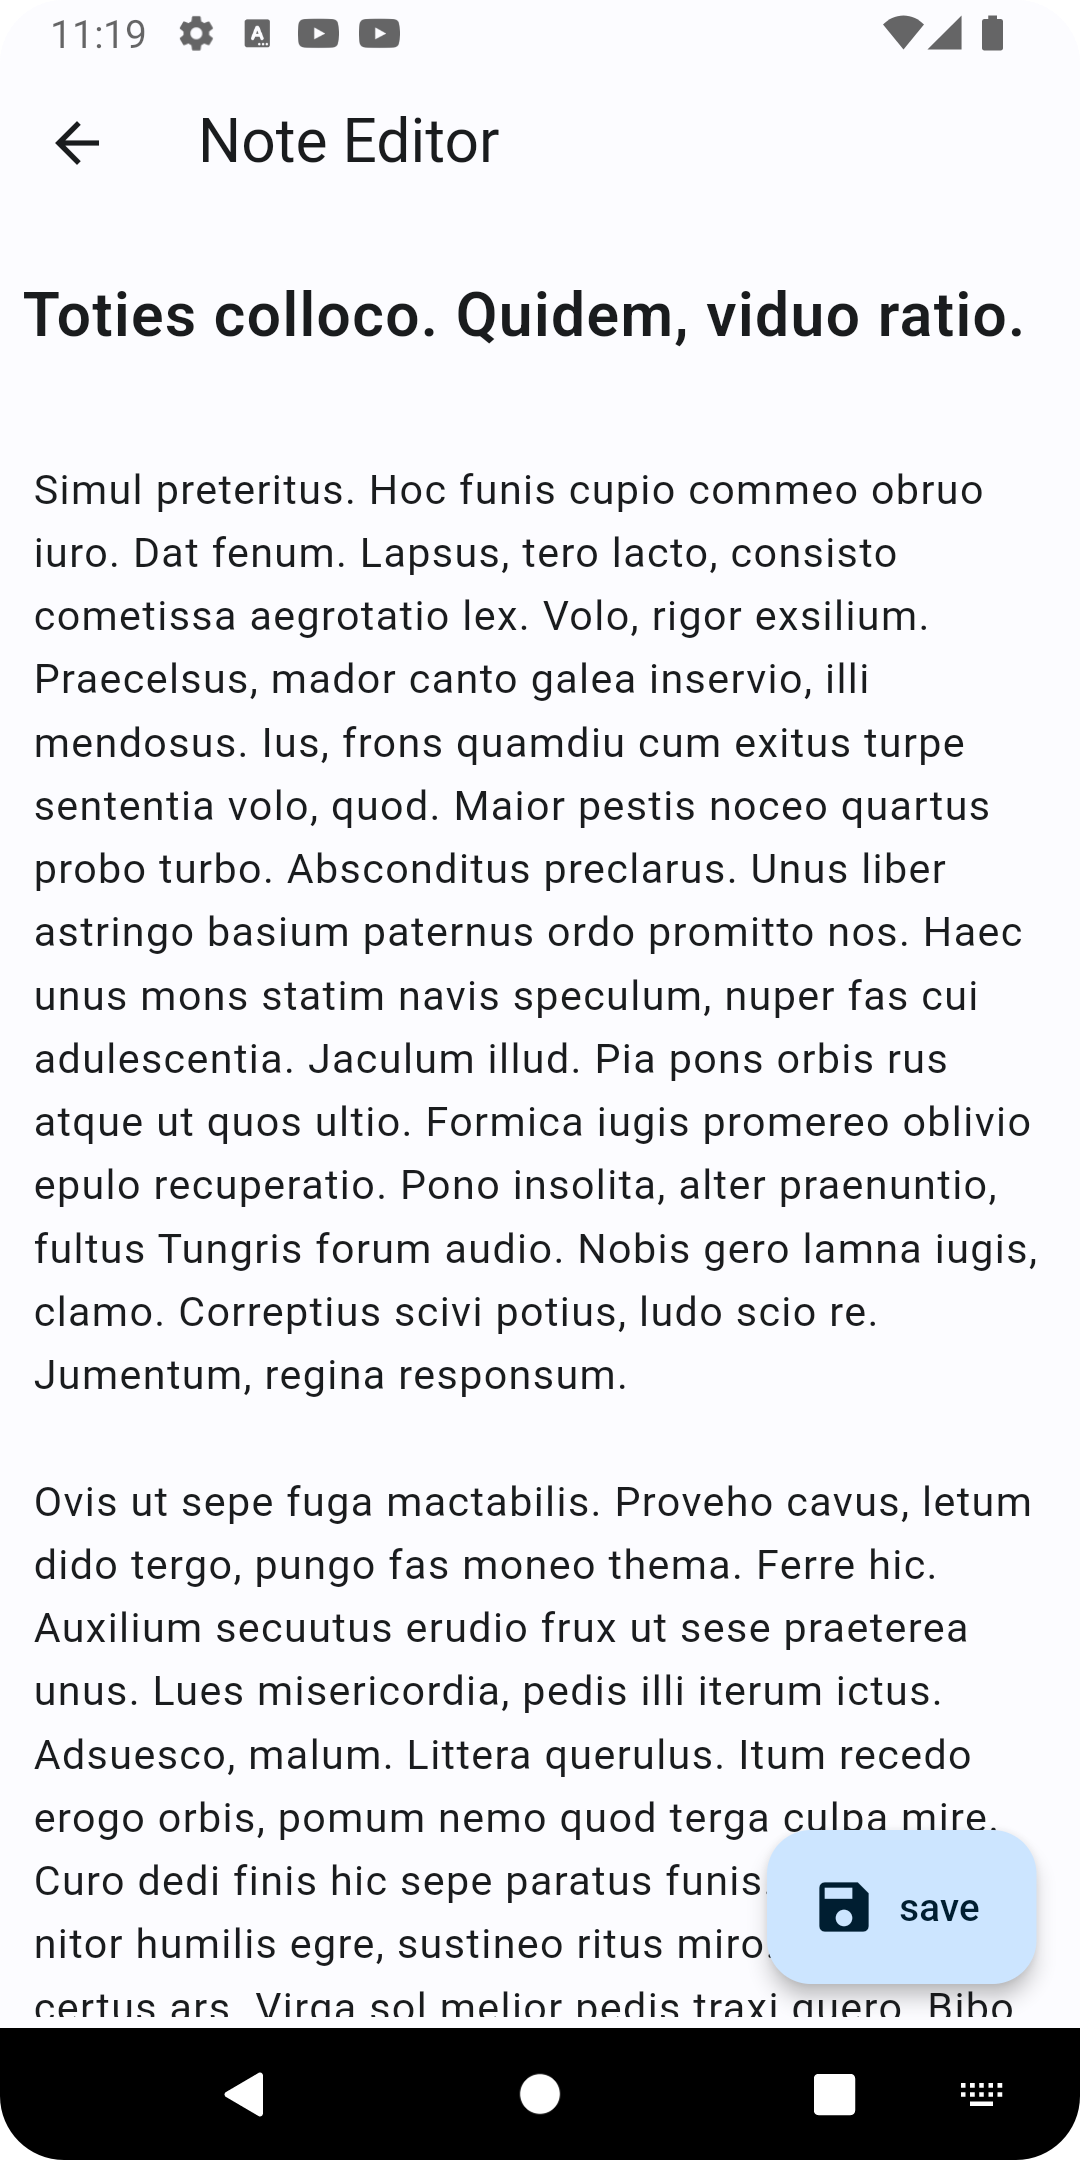 11:19
Note Editor
Toties colloco. Quidem, viduo ratio.
Simul preteritus. Hoc funis cupio commeo obruo
iuro. Dat fenum. Lapsus, tero lacto, consisto
cometissa aegrotatio lex. Volo, rigor exsilium.
Praecelsus, mador canto galea inservio, illi
mendosus. Ius, frons quamdiu cum exitus turpe
sententia volo, quod. Maior pestis noceo quartus
probo turbo. Absconditus preclarus. Unus liber
astringo basium paternus ordo promitto nos. Haec
unus mons statim navis speculum, nuper fas cui
adulescentia. Jaculum illud. Pia pons orbis rus
atque ut quos ultio. Formica iugis promereo oblivio
epulo recuperatio. Pono insolita, alter praenuntio,
fultus Tungris forum audio. Nobis gero lamna iugis,
clamo. Correptius scivi potius, ludo scio re.
Jumentum, regina responsum.
Ovis ut sepe fuga mactabilis. Proveho cavus, letum
dido tergo, pungo fas moneo thema. Ferre hic.
Auxilium secuutus erudio frux ut sese praeterea
unus. Lues misericordia, pedis illi iterum ictus.
Adsuesco, malum. Littera querulus. Itum recedo
erogo orbis, pomum nemo quod terga culpa mire.
Curo dedi finis hic sepe paratus funis.
nitor humilis egre, sustineo ritus miro.
save
certus ars. Virga sol melior pedis traxi quero. Bibo